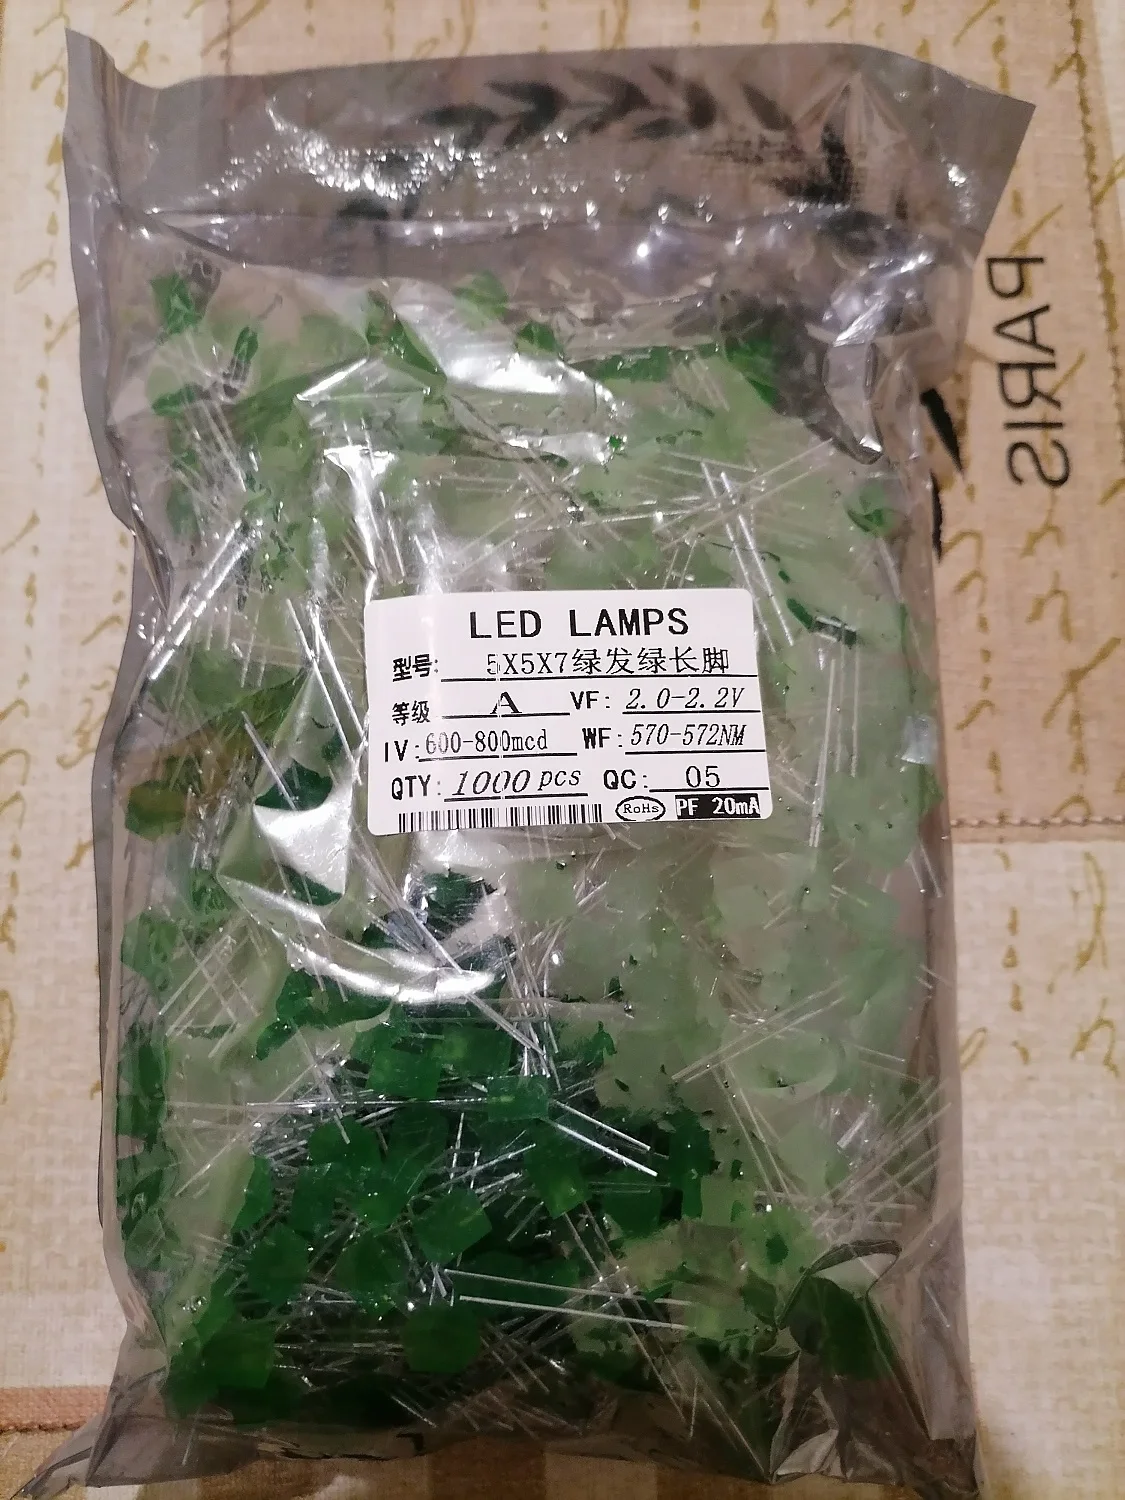 PARIS
LED LAMPS
型号: 5X5X7绿发绿长脚
等级 A VF: 2.0-2.2V
IV: 600-800mcd WF: 570-572NM
QTY: 1000 pcs QC: 05
RoHs PF 20mA